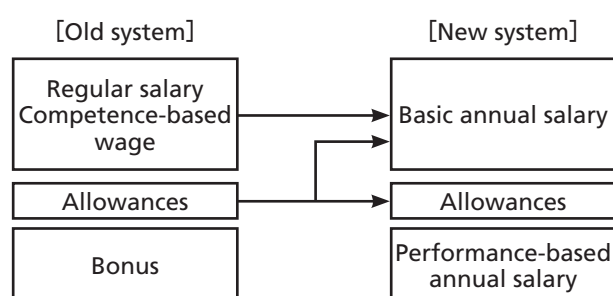 [Old system]
[New system]
Regular salary
Competence-based
wage
Basic annual salary
Allowances
Allowances
Bonus
Performance-based
annual salary